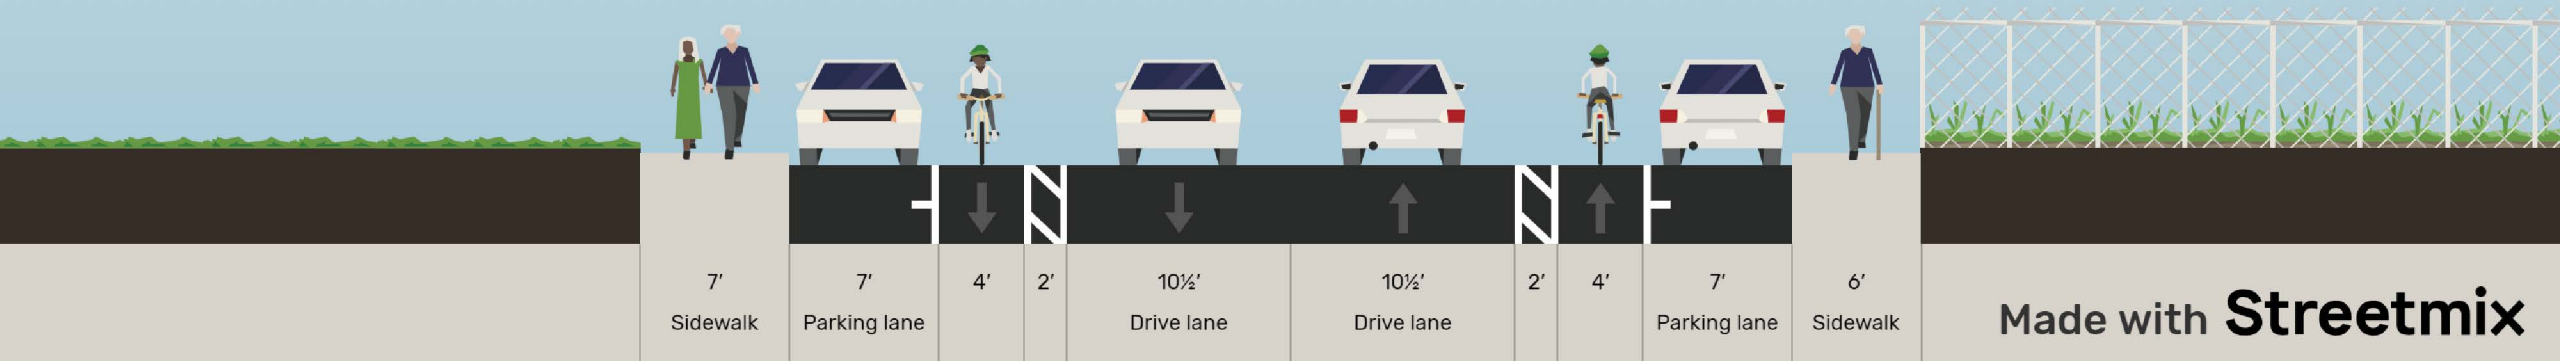 7′ 7′ 4′ 2′ 10½′ 10½′ 2′ 4′ 7′ 6′
Sidewalk Parking lane Drive lane Drive lane Parking lane Sidewalk
Made with Streetmix